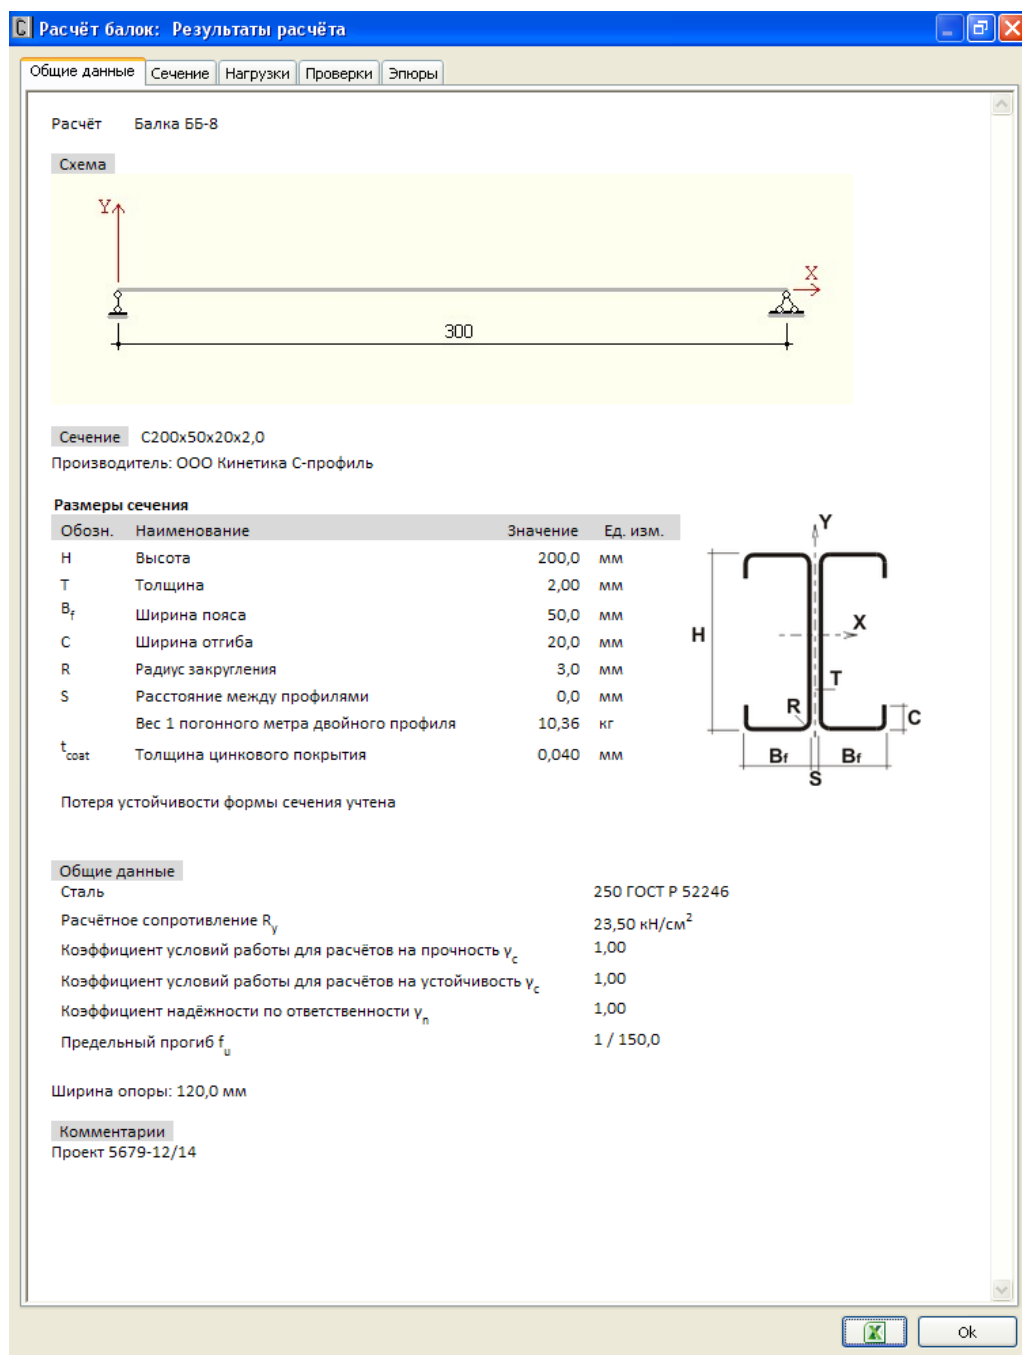 Расчёт балок: Результаты расчёта
Общие данные Сечение Нагрузки Проверки Эпюры
Расчёт Балка ББ-8
Схема
Y
X
300
Сечение С200х50х20х2,0
Производитель: ООО Кинетика С-профиль
Размеры сечения
Обозн. Наименование Значение Ед. изм.
H Высота 200,0 мм
T Толщина 2,00 мм
Bf Ширина пояса 50,0 мм
C Ширина отгиба 20,0 мм
R Радиус закругления 3,0 мм
S Расстояние между профилями 0,0 мм
Вес 1 погонного метра двойного профиля 10,36 кг
tcoat Толщина цинкового покрытия 0,040 мм
Y
X
H
T
R
C
Bf Bf
S
Потеря устойчивости формы сечения учтена
Общие данные
Сталь 250 ГОСТ Р 52246
Расчётное сопротивление Ry 23,50 кН/см²
Коэффициент условий работы для расчётов на прочность γc 1,00
Коэффициент условий работы для расчётов на устойчивость γc 1,00
Коэффициент надёжности по ответственности γn 1,00
Предельный прогиб fu 1 / 150,0
Ширина опоры: 120,0 мм
Комментарии
Проект 5679-12/14
Ok